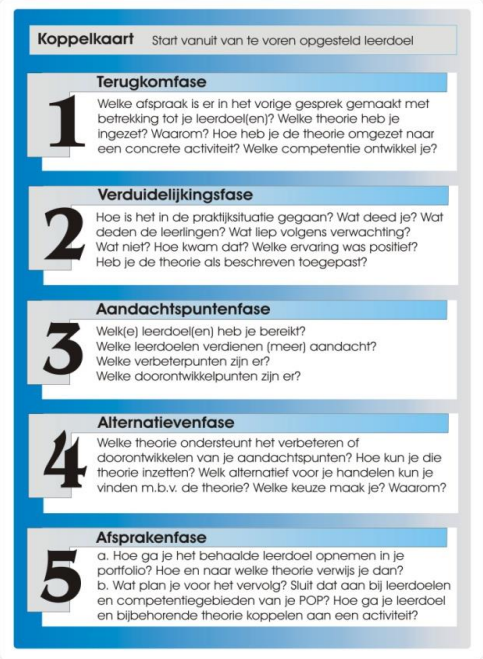 Koppelkaart Start vanuit van te voren opgesteld leerdoel
Terugkomfase
1
Welke afspraak is er in het vorige gesprek gemaakt met
betrekking tot je leerdoel(en)? Welke theorie heb je
ingezet? Waarom? Hoe heb je de theorie omgezet naar
een concrete activiteit? Welke competentie ontwikkel je?
Verduidelijkingsfase
2
Hoe is het in de praktijksituatie gegaan? Wat deed je? Wat
deden de leerlingen? Wat liep volgens verwachting?
Wat niet? Hoe kwam dat? Welke ervaring was positief?
Heb je de theorie als beschreven toegepast?
Aandachtspuntenfase
3
Welk(e) leerdoel(en) heb je bereikt?
Welke leerdoelen verdienen (meer) aandacht?
Welke verbeterpunten zijn er?
Welke doorontwikkelpunten zijn er?
Alternatievenfase
4
Welke theorie ondersteunt het verbeteren of
doorontwikkelen van je aandachtspunten? Hoe kun je die
theorie inzetten? Welk alternatief voor je handelen kun je
vinden m.b.v. de theorie? Welke keuze maak je? Waarom?
Afsprakenfase
5
a. Hoe ga je het behaalde leerdoel opnemen in je
portfolio? Hoe en naar welke theorie verwijs je dan?
b. Wat plan je voor het vervolg? Sluit dat aan bij leerdoelen
en competentiegebieden van je POP? Hoe ga je leerdoel
en bijbehorende theorie koppelen aan een activiteit?